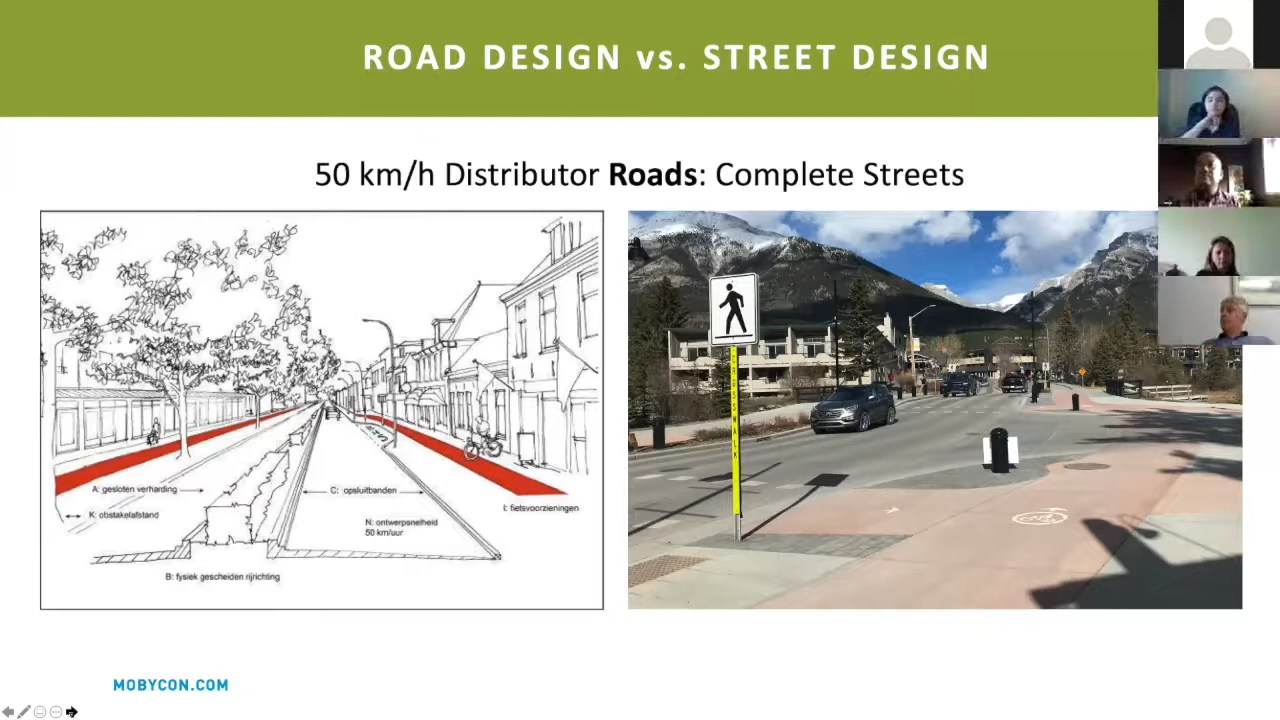 ROAD DESIGN vs. STREET DESIGN
50 km/h Distributor Roads: Complete Streets
A: gesloten verharding
K: obstakelafstand
B: fysiek gescheiden rijrichting
C: opsluitbanden
N: ontwerpsnelheid
50 km/uur
I: fietsvoorzieningen
CROSSWALK
MOBYCON.COM